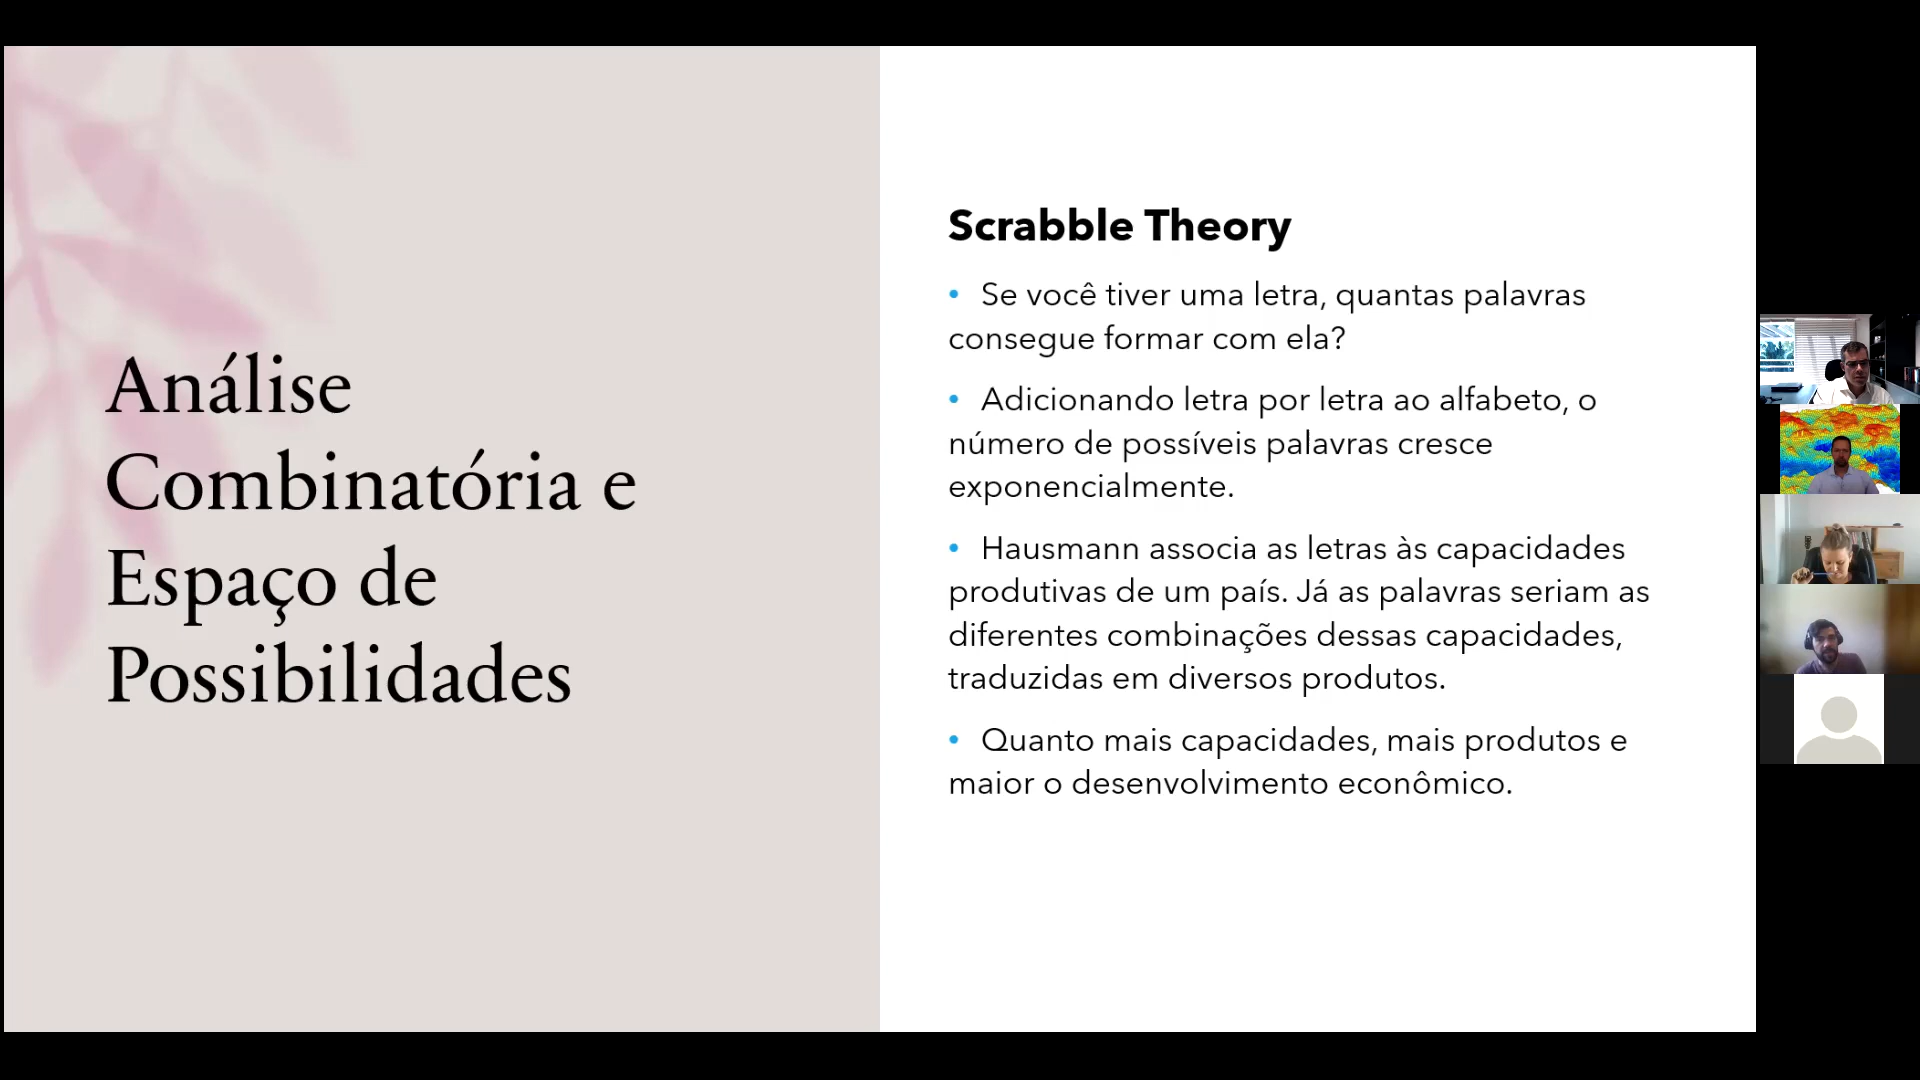 Análise
Combinatória e
Espaço de
Possibilidades
Scrabble Theory
• Se você tiver uma letra, quantas palavras
consegue formar com ela?
• Adicionando letra por letra ao alfabeto, o
número de possíveis palavras cresce
exponencialmente.
• Hausmann associa as letras às capacidades
produtivas de um país. Já as palavras seriam as
diferentes combinações dessas capacidades,
traduzidas em diversos produtos.
• Quanto mais capacidades, mais produtos e
maior o desenvolvimento econômico.